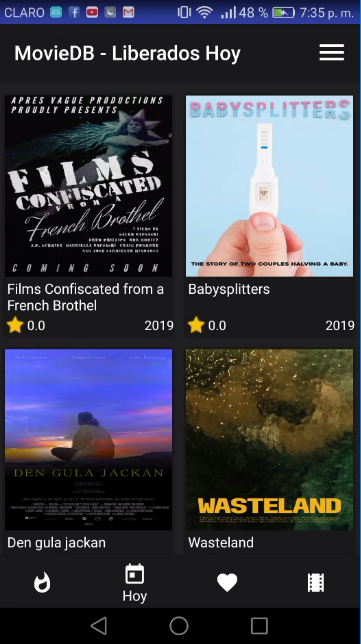 CLARO 48 % 7:35 p. m.
MovieDB - Liberados Hoy
APRES VAGUE PRODUCTIONS
PROUDLY PRESENTS
FILMS
CONFISCATED
FROM A
French Brothel
COMING SOON
Films Confiscated from a
French Brothel
0.0 2019
BABYSPLITTERS
THE STORY OF TWO COUPLES HALVING A BABY.
Babysplitters
0.0 2019
DEN GULA JACKAN
Den gula jackan
WASTELAND
Wasteland
Hoy